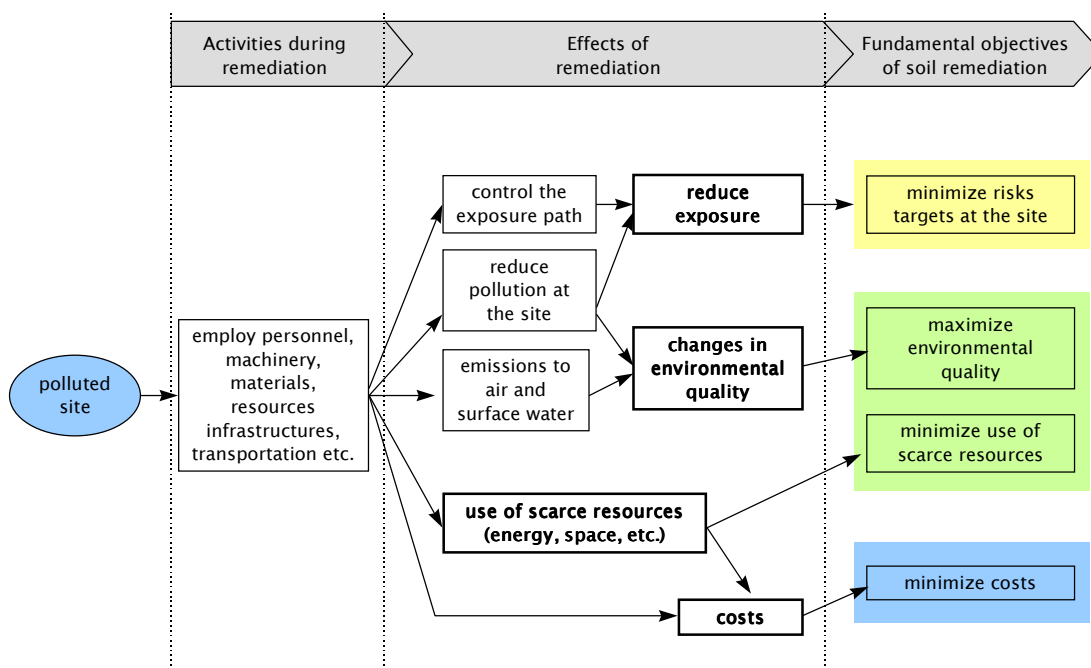 Activities during
remediation
Effects of
remediation
Fundamental objectives
of soil remediation
control the
exposure path
reduce
exposure
minimize risks
targets at the site
reduce
pollution at
the site
employ personnel,
machinery,
materials,
resources
infrastructures,
transportation etc.
polluted
site
emissions to
air and
surface water
changes in
environmental
quality
maximize
environmental
quality
minimize use of
scarce resources
use of scarce resources
(energy, space, etc.)
costs
minimize costs